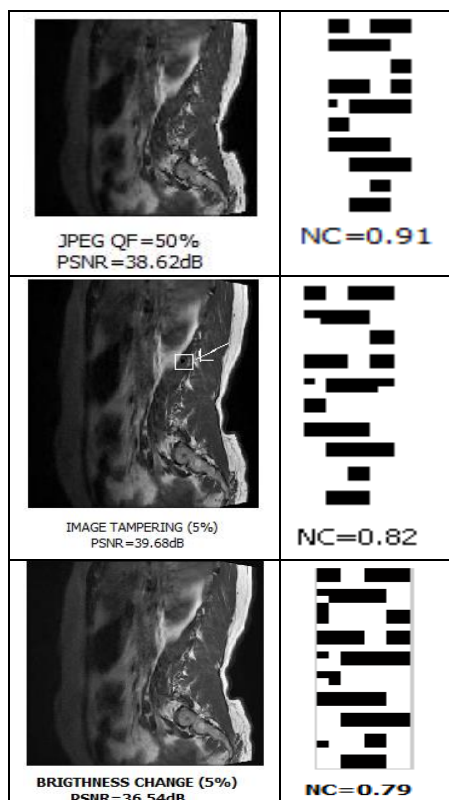 JPEG QF=50%
PSNR=38.62dB
NC=0.91
IMAGE TAMPERING (5%)
PSNR=39.68dB
NC=0.82
BRIGTHNESS CHANGE (5%)
PSNR=36.54dB
NC=0.79